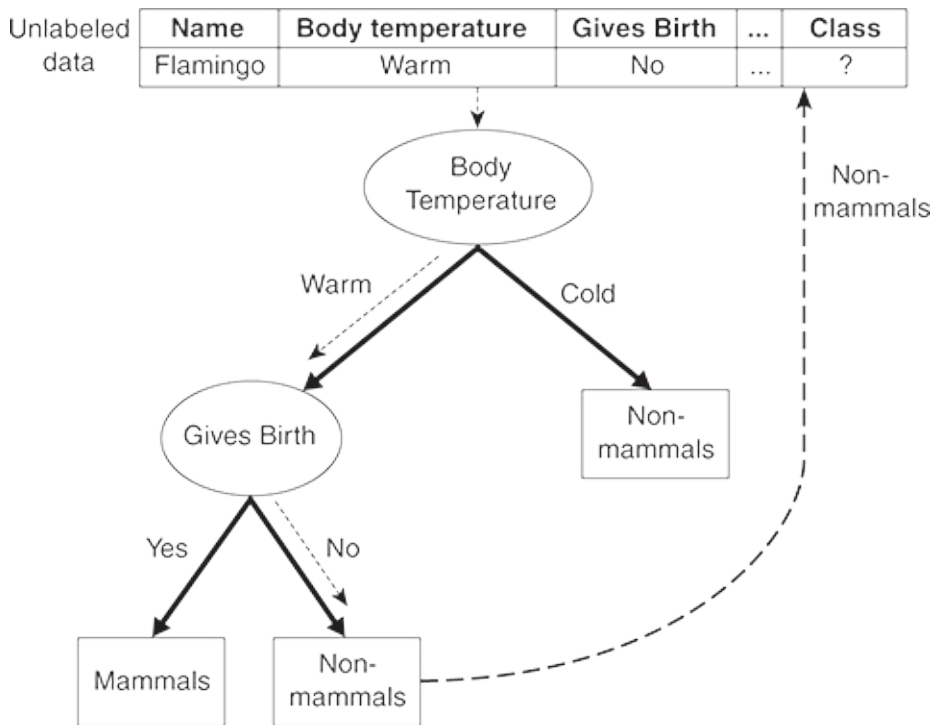 Unlabeled
data
Name Body temperature Gives Birth ... Class
Flamingo Warm No ... ?
Body
Temperature
Non-
mammals
Warm
Cold
Gives Birth
Non-
mammals
Yes
No
Mammals
Non-
mammals